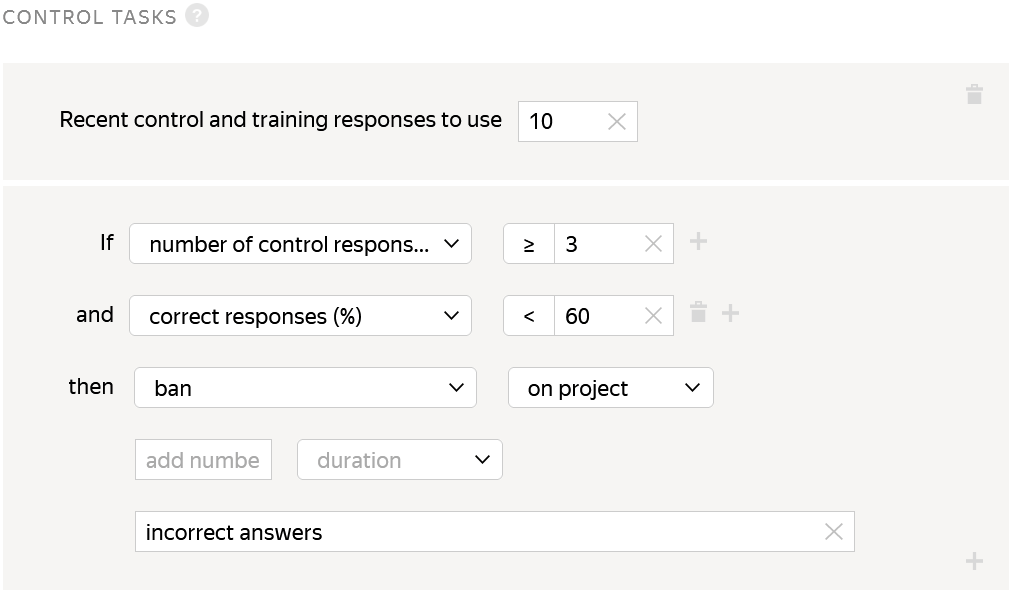 CONTROL TASKS ?
Recent control and training responses to use 10
If number of control respons... ≥ 3
and correct responses (%) < 60
then ban on project
add numbe duration
incorrect answers